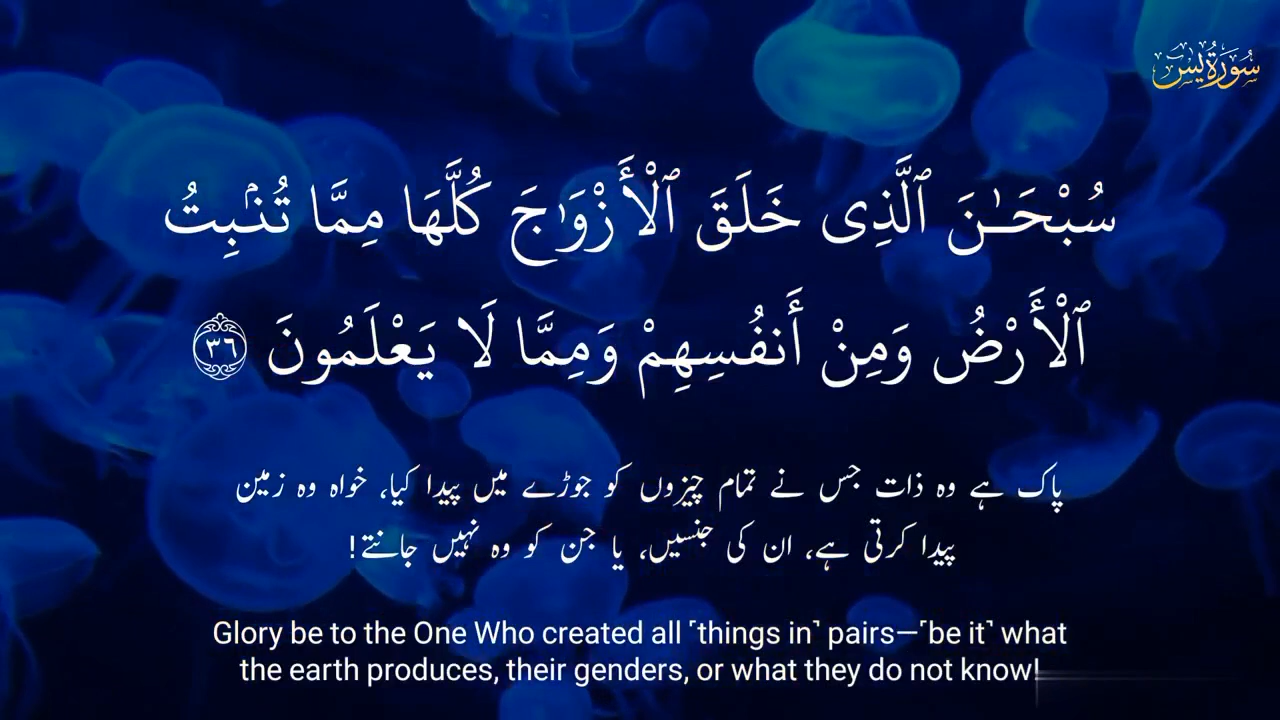 سُورَةُ يٰسٓ
سُبْحَـٰنَ ٱلَّذِى خَلَقَ ٱلْأَزْوَٰجَ كُلَّهَا مِمَّا تُنۢبِتُ
ٱلْأَرْضُ وَمِنْ أَنفُسِهِمْ وَمِمَّا لَا يَعْلَمُونَ ٣٦
پاک ہے وہ ذات جس نے تمام چیزوں کو جوڑے میں پیدا کیا، خواہ وہ زمین
پیدا کرتی ہے، ان کی جنسیں، یا جن کو وہ نہیں جانتے!
Glory be to the One Who created all ˹things in˺ pairs—˹be it˺ what
the earth produces, their genders, or what they do not know!